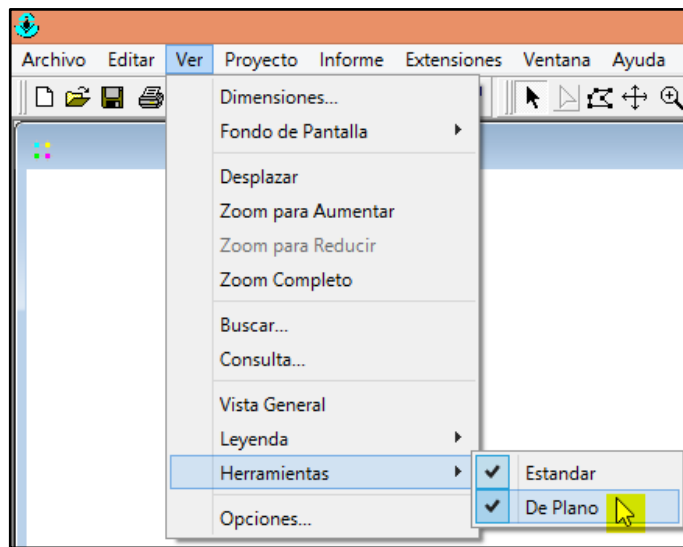 Archivo Editar Ver Proyecto Informe Extensiones Ventana Ayuda
Dimensiones...
Fondo de Pantalla
Desplazar
Zoom para Aumentar
Zoom para Reducir
Zoom Completo
Buscar...
Consulta...
Vista General
Leyenda
Herramientas
Estandar
De Plano
Opciones...